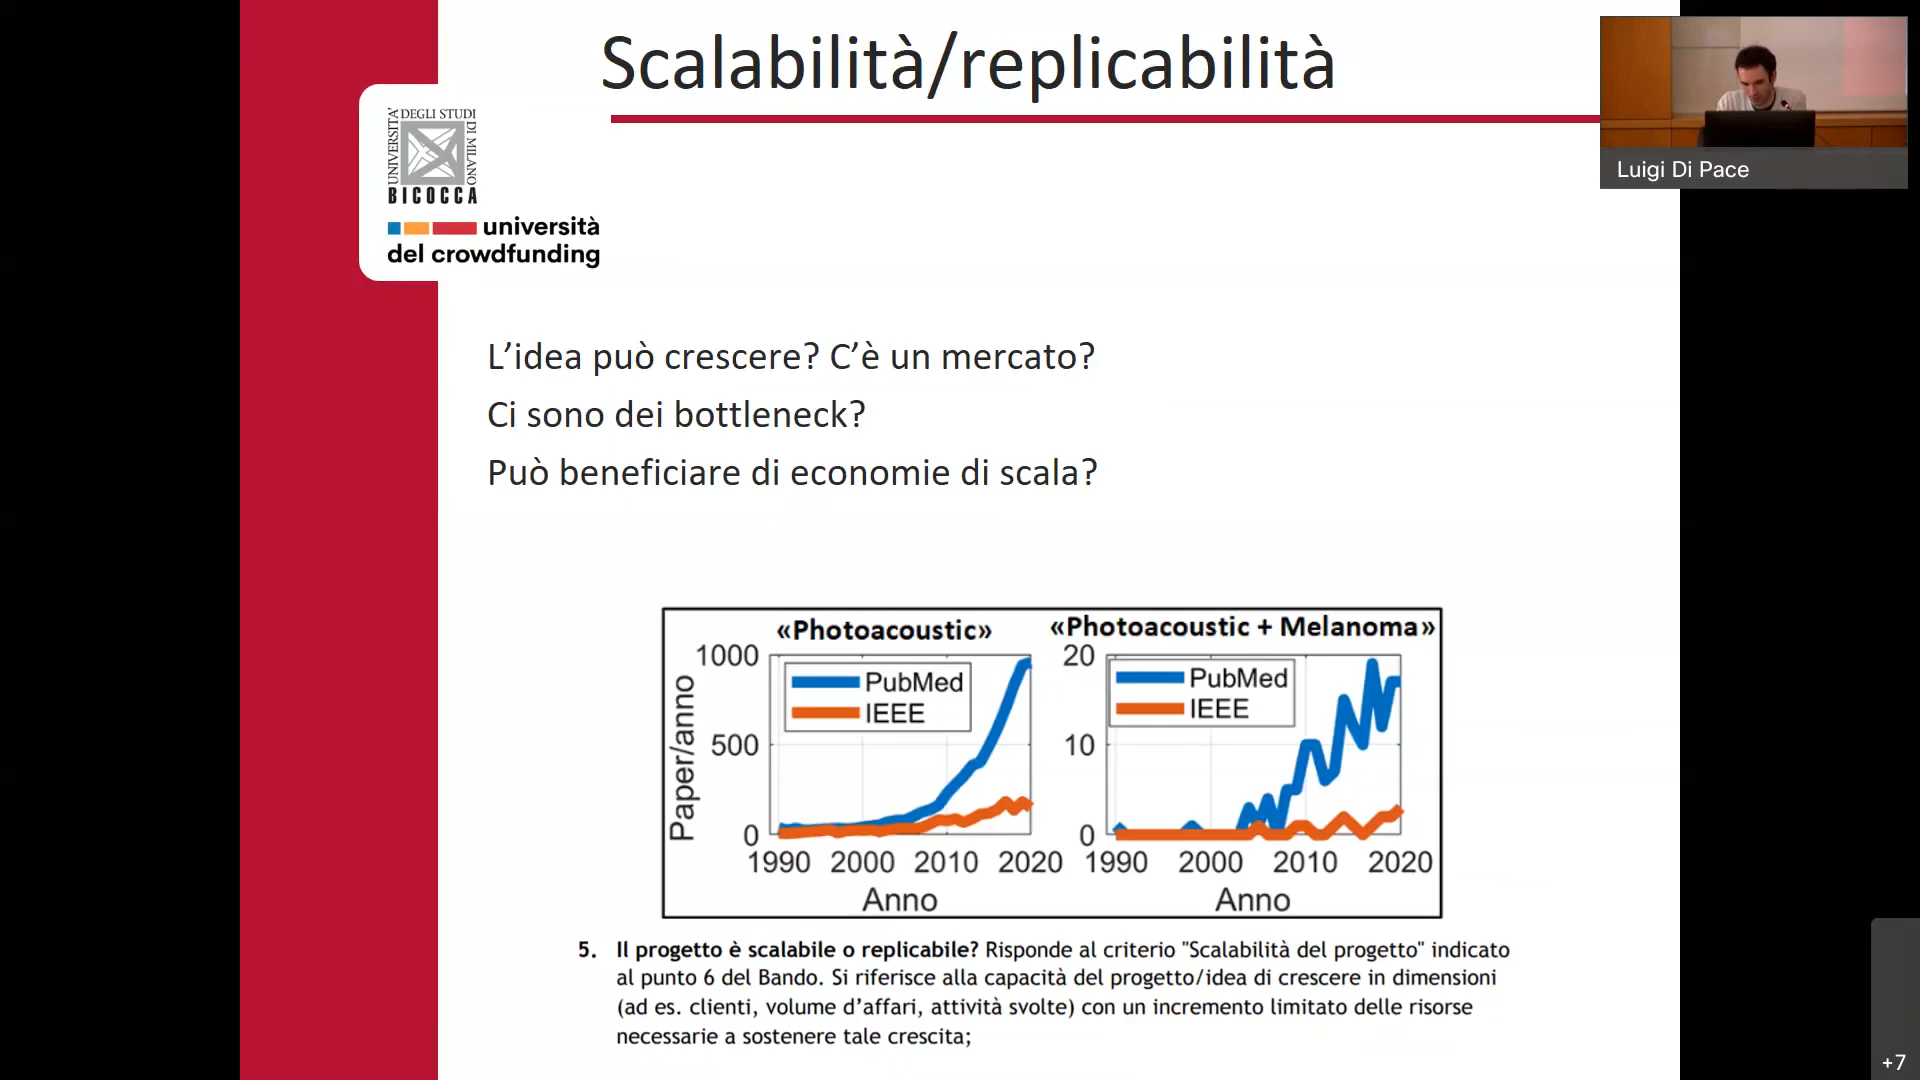 Scalabilità/replicabilità
UNIVERSITÀ
DEGLI STUDI
DI MILANO
BICOCCA
università
del crowdfunding
Luigi Di Pace
L’idea può crescere? C’è un mercato?
Ci sono dei bottleneck?
Può beneficiare di economie di scala?
«Photoacoustic»
1000
500
0
Paper/anno
PubMed
IEEE
1990 2000 2010 2020
Anno
«Photoacoustic + Melanoma»
20
10
0
PubMed
IEEE
1990 2000 2010 2020
Anno
5. Il progetto è scalabile o replicabile? Risponde al criterio "Scalabilità del progetto" indicato
al punto 6 del Bando. Si riferisce alla capacità del progetto/idea di crescere in dimensioni
(ad es. clienti, volume d’affari, attività svolte) con un incremento limitato delle risorse
necessarie a sostenere tale crescita;
+7